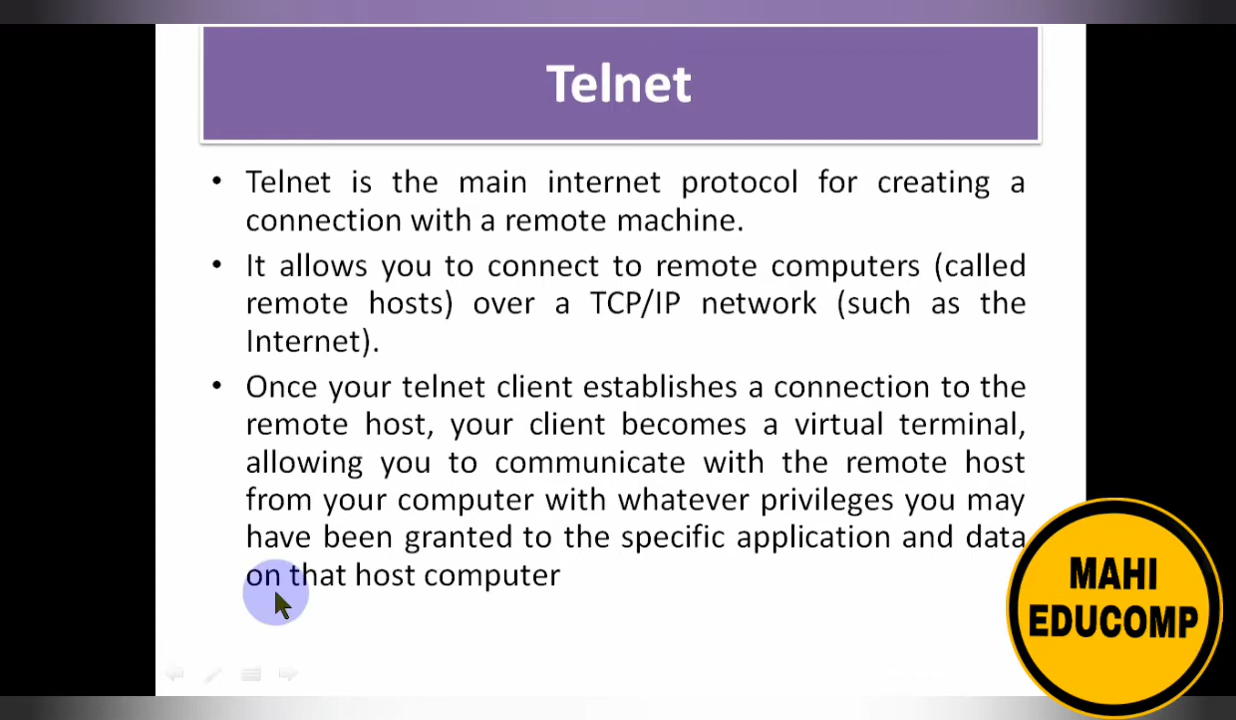 Telnet
• Telnet is the main internet protocol for creating a
connection with a remote machine.
• It allows you to connect to remote computers (called
remote hosts) over a TCP/IP network (such as the
Internet).
• Once your telnet client establishes a connection to the
remote host, your client becomes a virtual terminal,
allowing you to communicate with the remote host
from your computer with whatever privileges you may
have been granted to the specific application and data
on that host computer
MAHI
EDUCOMP